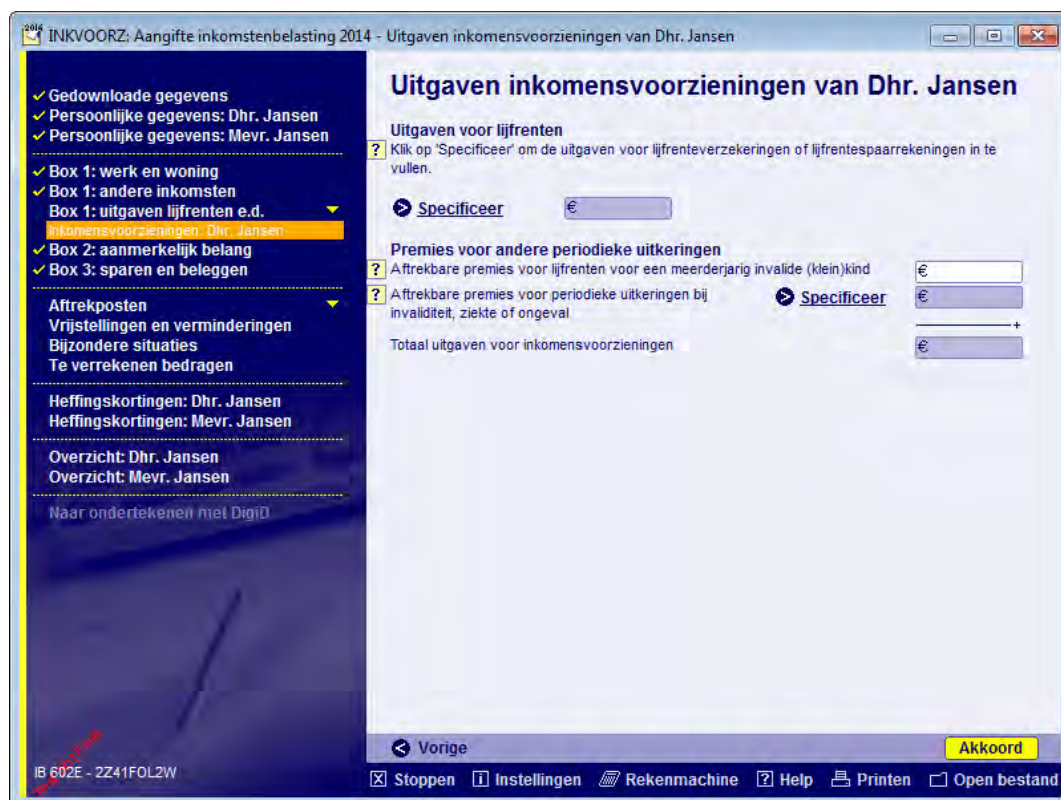 2014 INKVOORZ: Aangifte inkomstenbelasting 2014 - Uitgaven inkomensvoorzieningen van Dhr. Jansen
Gedownloade gegevens
Persoonlijke gegevens: Dhr. Jansen
Persoonlijke gegevens: Mevr. Jansen
Box 1: werk en woning
Box 1: andere inkomsten
Box 1: uitgaven lijfrenten e.d.
Inkomensvoorzieningen: Dhr. Jansen
Box 2: aanmerkelijk belang
Box 3: sparen en beleggen
Aftrekposten
Vrijstellingen en verminderingen
Bijzondere situaties
Te verrekenen bedragen
Heffingskortingen: Dhr. Jansen
Heffingskortingen: Mevr. Jansen
Overzicht: Dhr. Jansen
Overzicht: Mevr. Jansen
Naar ondertekenen met DigiD
IB 602E - 2Z41FOL2W
Uitgaven inkomensvoorzieningen van Dhr. Jansen
Uitgaven voor lijfrenten
? Klik op 'Specificeer' om de uitgaven voor lijfrenteverzekeringen of lijfrentespaarrekeningen in te
vullen.
Specificeer €
Premies voor andere periodieke uitkeringen
? Aftrekbare premies voor lijfrenten voor een meerderjarig invalide (klein)kind €
? Aftrekbare premies voor periodieke uitkeringen bij Specificeer €
invaliditeit, ziekte of ongeval
+
Totaal uitgaven voor inkomensvoorzieningen €
Vorige Akkoord
X Stoppen i Instellingen Rekenmachine ? Help Printen Open bestand